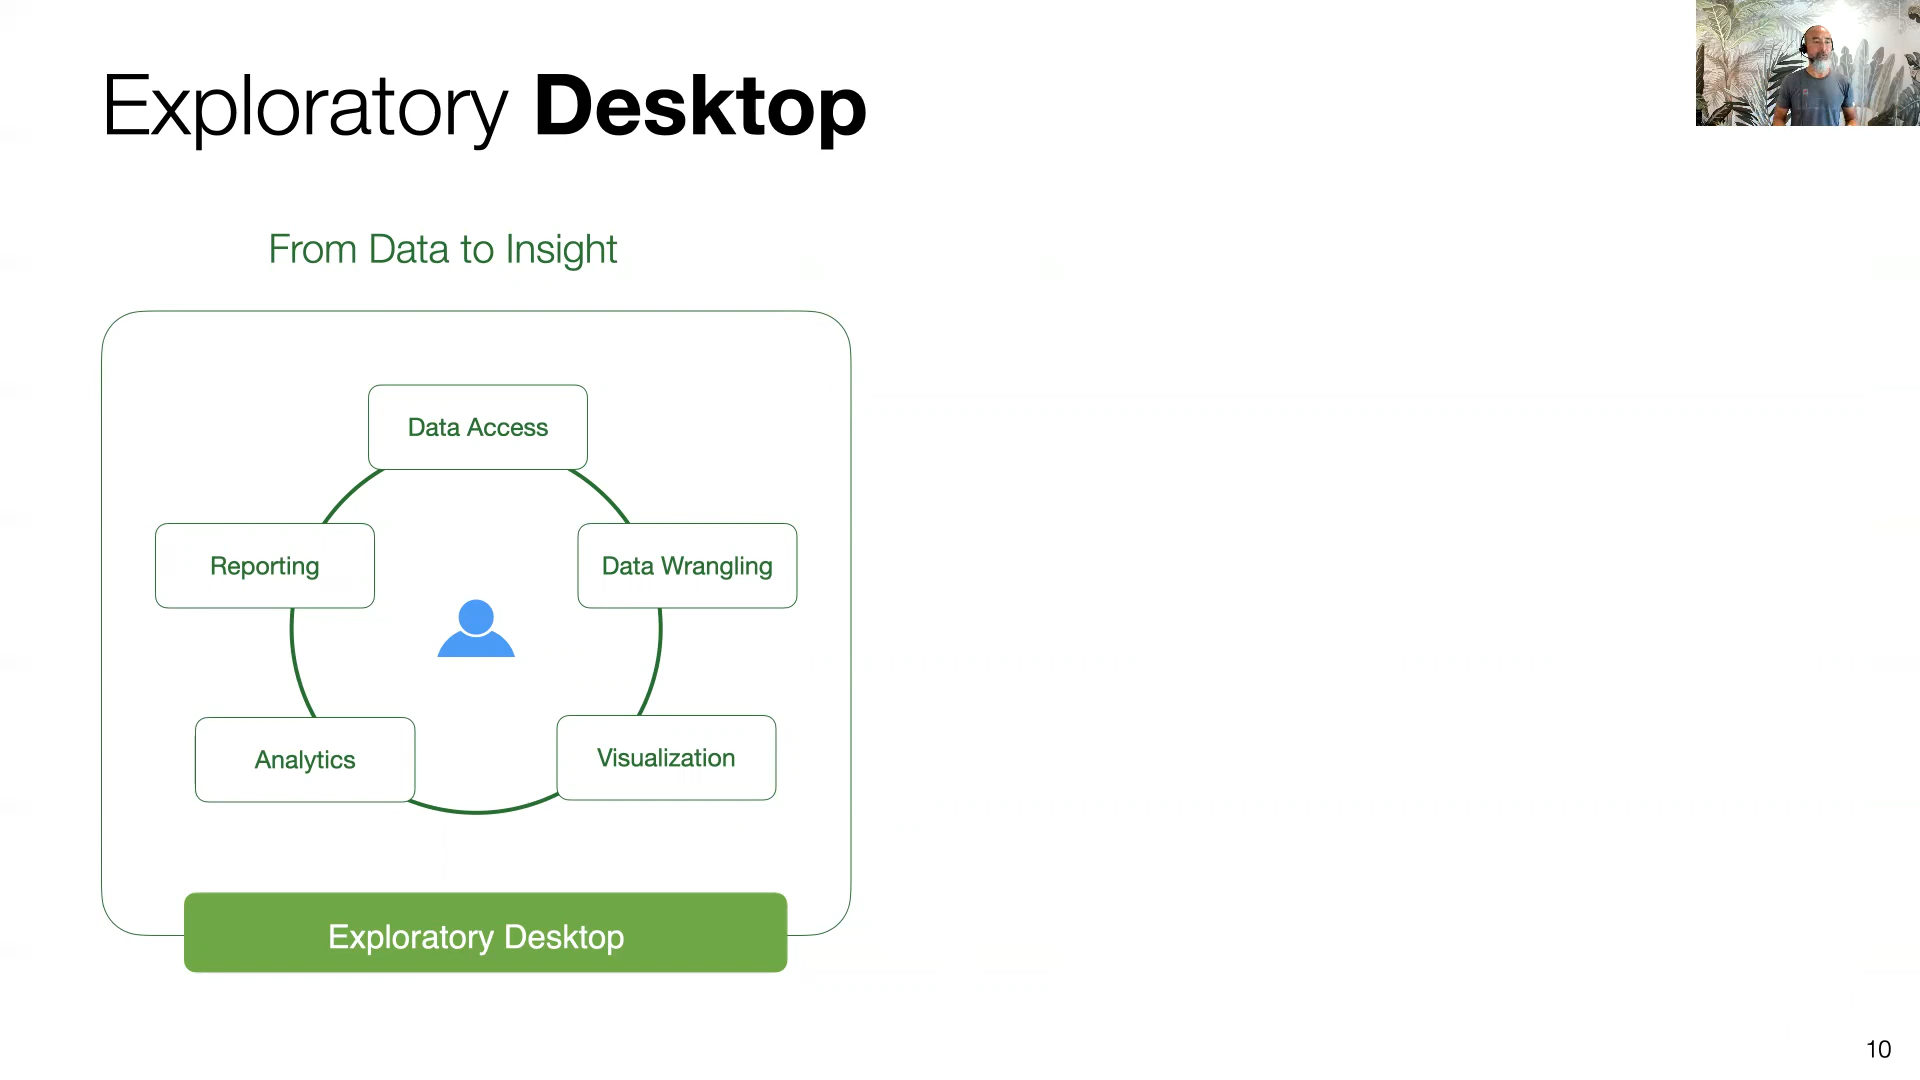 Exploratory Desktop
From Data to Insight
Data Access
Reporting
Data Wrangling
Analytics
Visualization
Exploratory Desktop
10